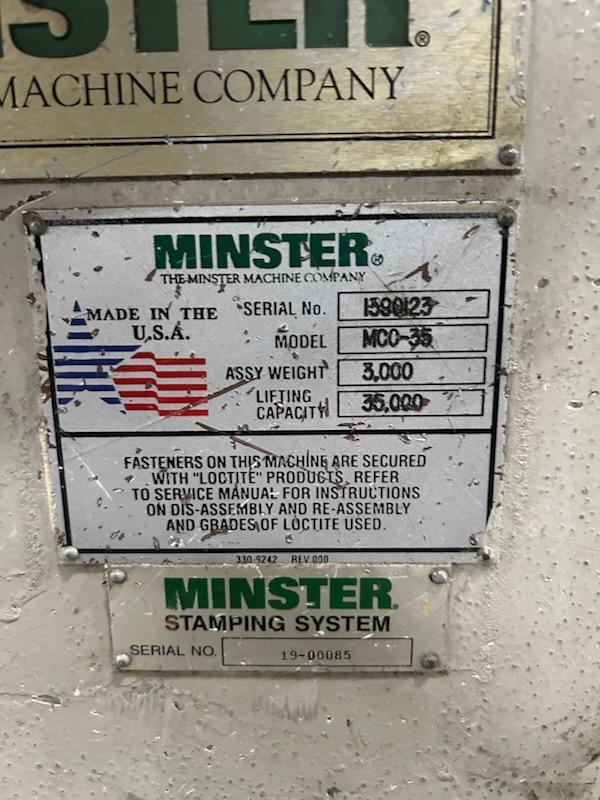 MINSTER®
MACHINE COMPANY
MINSTER®
THE MINSTER MACHINE COMPANY
MADE IN THE
U.S.A.
SERIAL No. 1390123
MODEL MCO-35
ASSY WEIGHT 3,000
LIFTING
CAPACITY 35,000
FASTENERS ON THIS MACHINE ARE SECURED
WITH "LOCTITE" PRODUCTS. REFER
TO SERVICE MANUAL FOR INSTRUCTIONS
ON DIS-ASSEMBLY AND RE-ASSEMBLY
AND GRADES OF LOCTITE USED.
330-9242 REV 000
MINSTER®
STAMPING SYSTEM
SERIAL NO. 19-00085